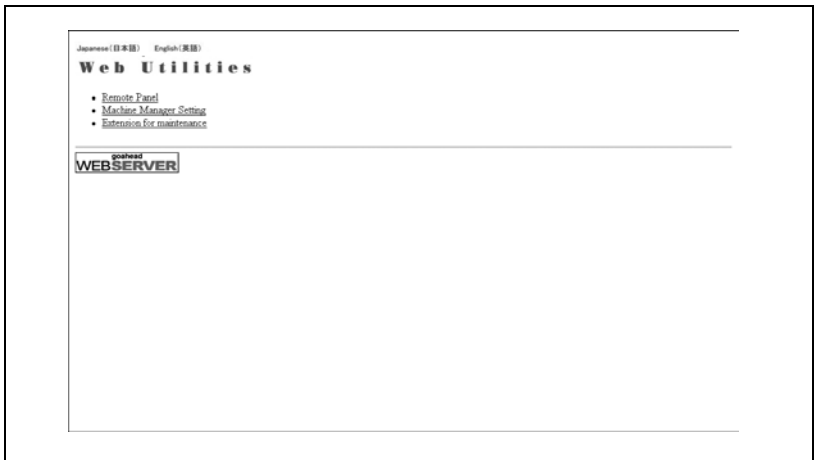 Japanese(日本語) English(英語)
Web Utilities
Remote Panel
Machine Manager Setting
Extension for maintenance
goahead
WEBSERVER